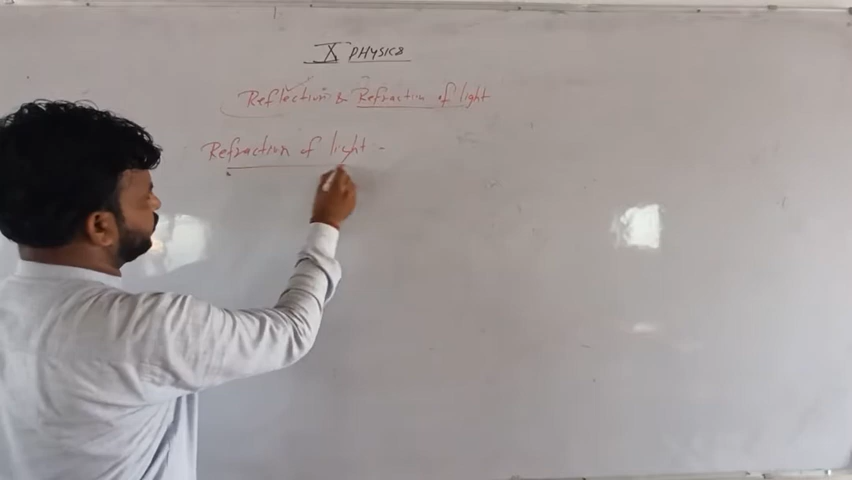 X PHYSICS
Reflection & Refraction of light
Refraction of light -